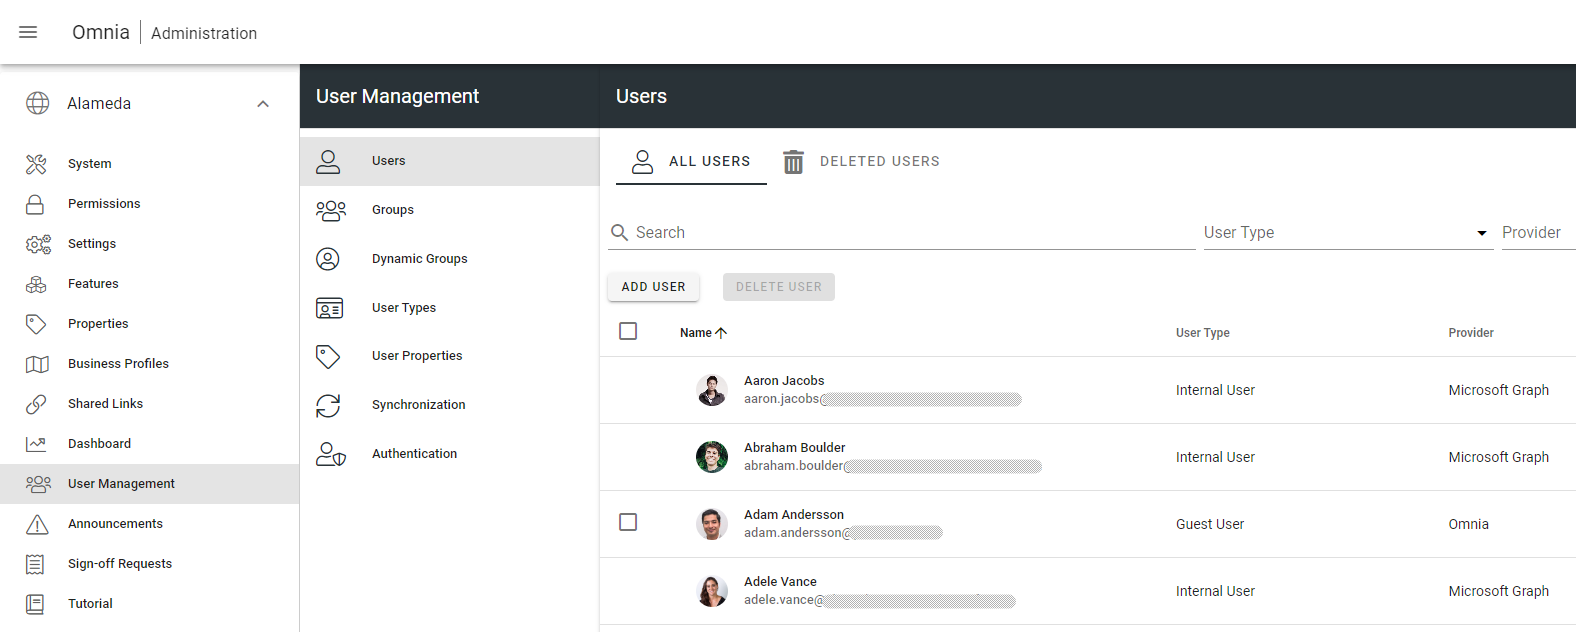 Omnia
Administration
Alameda
System
Permissions
Settings
Features
Properties
Business Profiles
Shared Links
Dashboard
User Management
Announcements
Sign-off Requests
Tutorial
User Management
Users
Groups
Dynamic Groups
User Types
User Properties
Synchronization
Authentication
Users
ALL USERS
DELETED USERS
Search
User Type
Provider
ADD USER
DELETE USER
Name
User Type
Provider
Aaron Jacobs
aaron.jacobs@
Internal User
Microsoft Graph
Abraham Boulder
abraham.boulder@
Internal User
Microsoft Graph
Adam Andersson
adam.andersson@
Guest User
Omnia
Adele Vance
adele.vance@
Internal User
Microsoft Graph